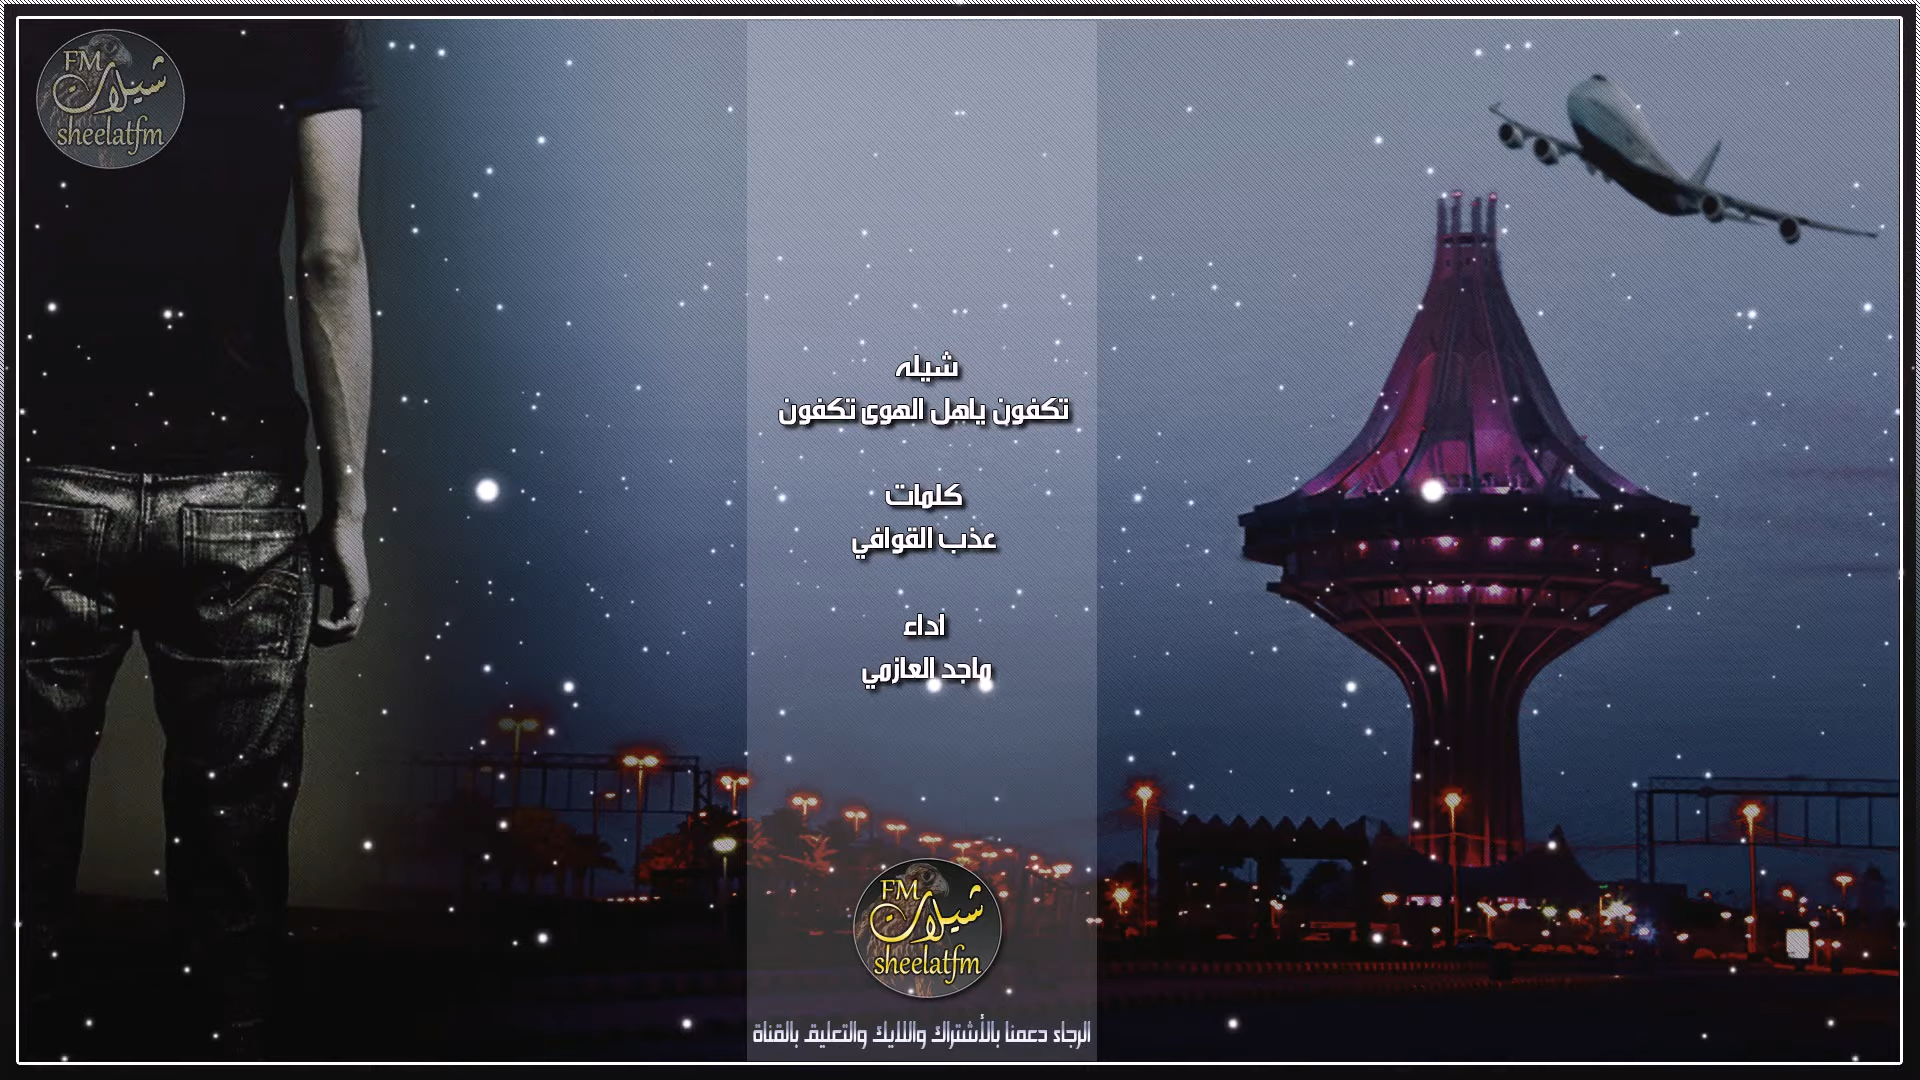 FM
شيلات
sheelatfm
شيله
تكفون ياهل الهوى تكفون
كلمات
عذب القوافي
اداء
ماجد العازمي
FM
شيلات
sheelatfm
الرجاء دعمنا بالأشتراك واللايك والتعليق بالقناة